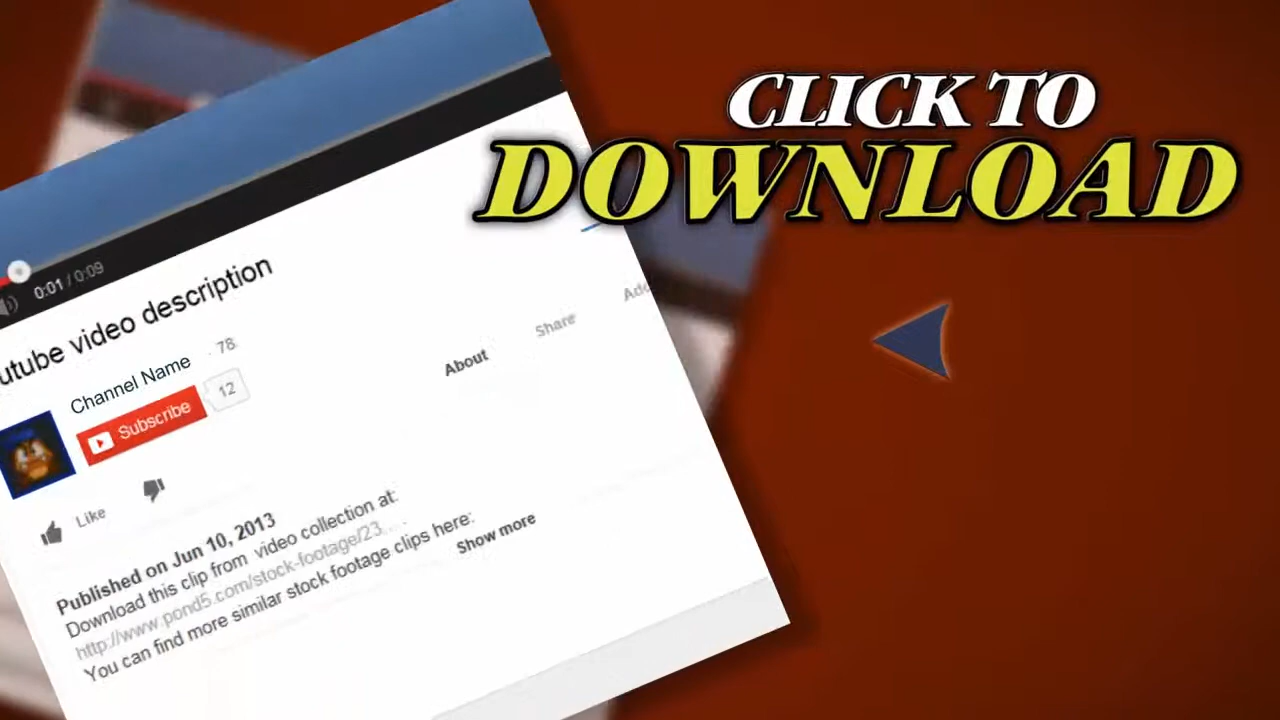 CLICK TO
DOWNLOAD
0:01 / 0:09
utube video description
Channel Name
78
Subscribe
12
About
Share
Add
Like
Published on Jun 10, 2013
Download this clip from video collection at:
http://www.pond5.com/stock-footage/23...
You can find more similar stock footage clips here:
Show more